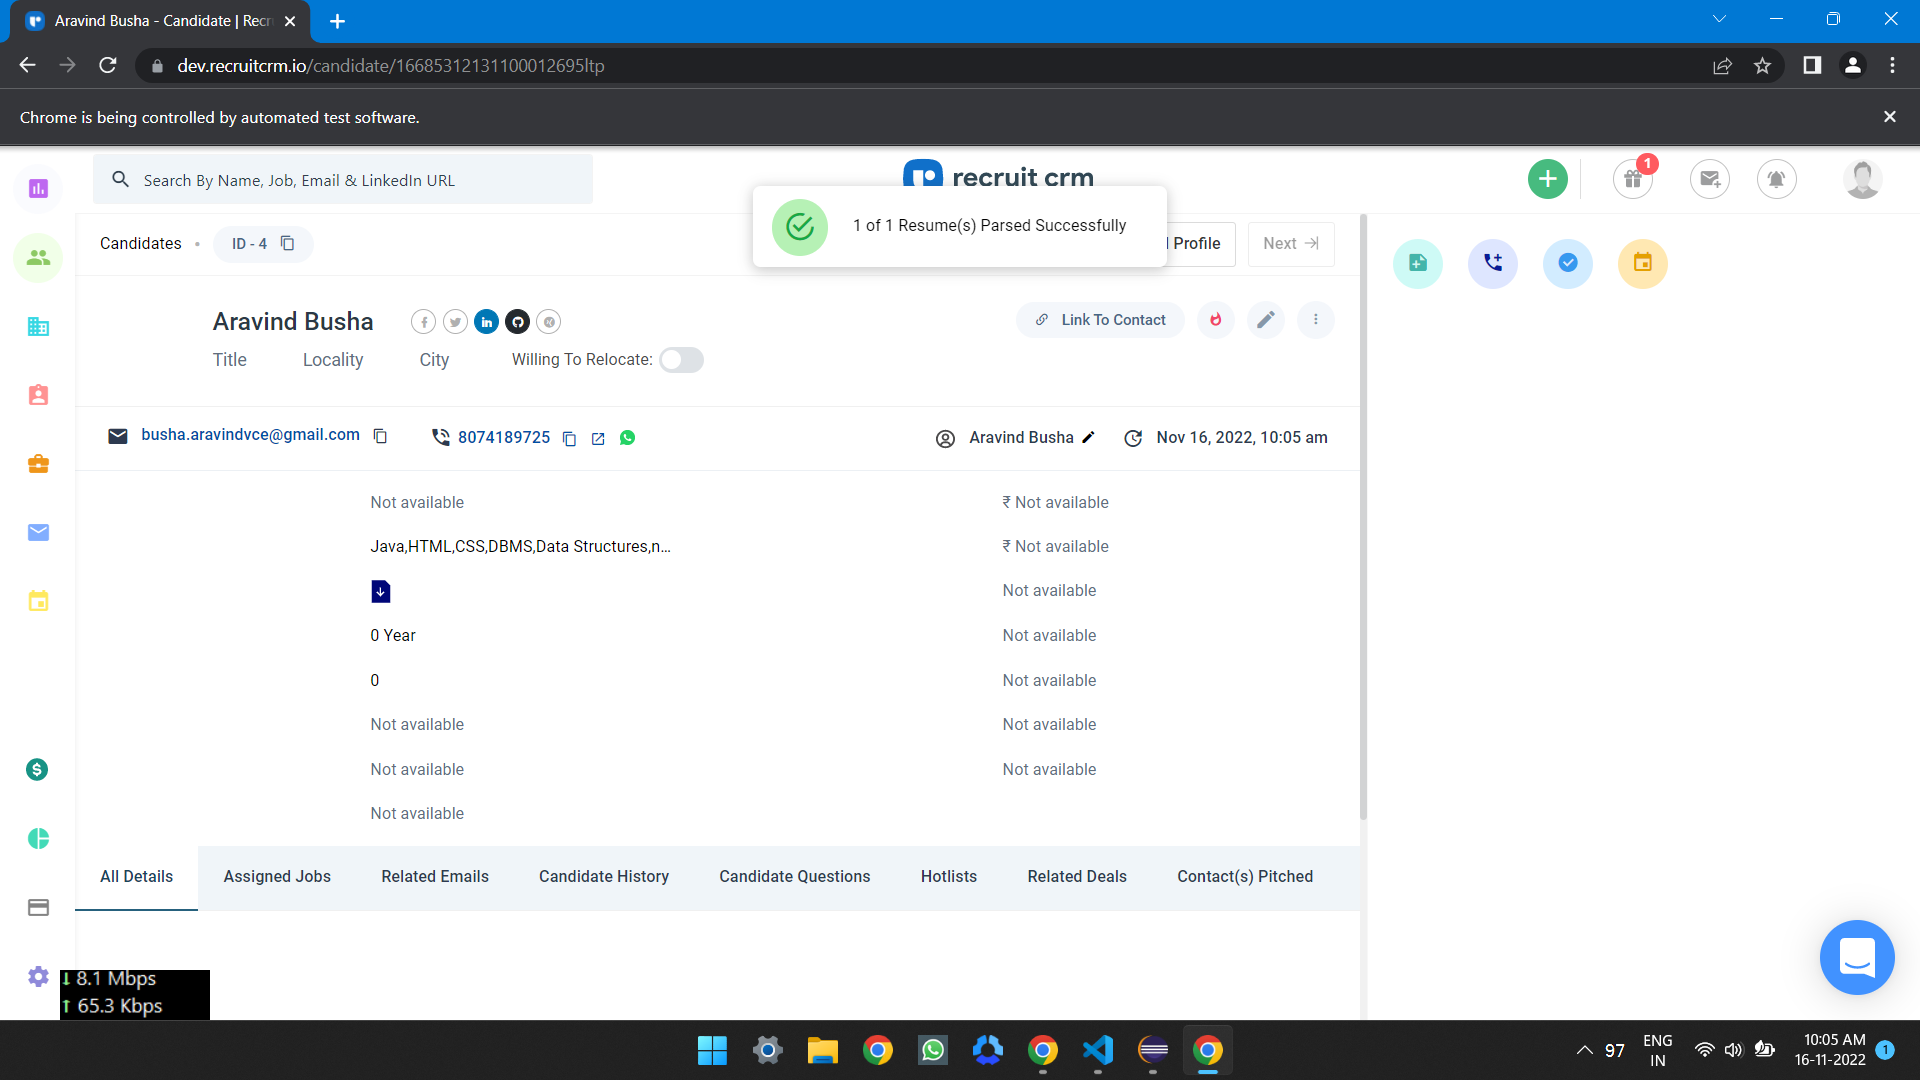 Aravind Busha - Candidate | Recr
dev.recruitcrm.io/candidate/16685312131100012695ltp
Chrome is being controlled by automated test software.
Search By Name, Job, Email & LinkedIn URL
recruit crm
1
1 of 1 Resume(s) Parsed Successfully
Candidates • ID - 4
Profile
Next
Aravind Busha
Link To Contact
Title Locality City Willing To Relocate:
busha.aravindvce@gmail.com 8074189725 Aravind Busha Nov 16, 2022, 10:05 am
Not available ₹ Not available
Java,HTML,CSS,DBMS,Data Structures,n... ₹ Not available
Not available
0 Year Not available
0 Not available
Not available Not available
Not available Not available
Not available
All Details Assigned Jobs Related Emails Candidate History Candidate Questions Hotlists Related Deals Contact(s) Pitched
↓ 8.1 Mbps
↑ 65.3 Kbps
97
ENG
IN
10:05 AM
16-11-2022
1